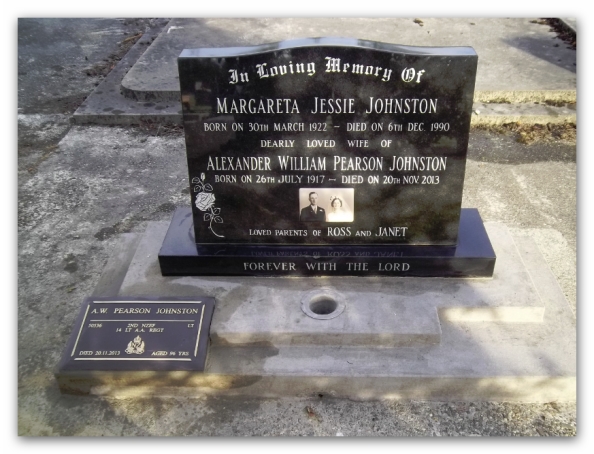 In Loving Memory Of
MARGARETA JESSIE JOHNSTON
BORN ON 30TH MARCH 1922 – DIED ON 6TH DEC. 1990
DEARLY LOVED WIFE OF
ALEXANDER WILLIAM PEARSON JOHNSTON
BORN ON 26TH JULY 1917 – DIED ON 20TH NOV. 2013
LOVED PARENTS OF ROSS AND JANET
FOREVER WITH THE LORD
A.W. PEARSON JOHNSTON
2ND NZEF LT
14 LT A.A. REGT
DIED 20.11.2013 AGED 96 YRS